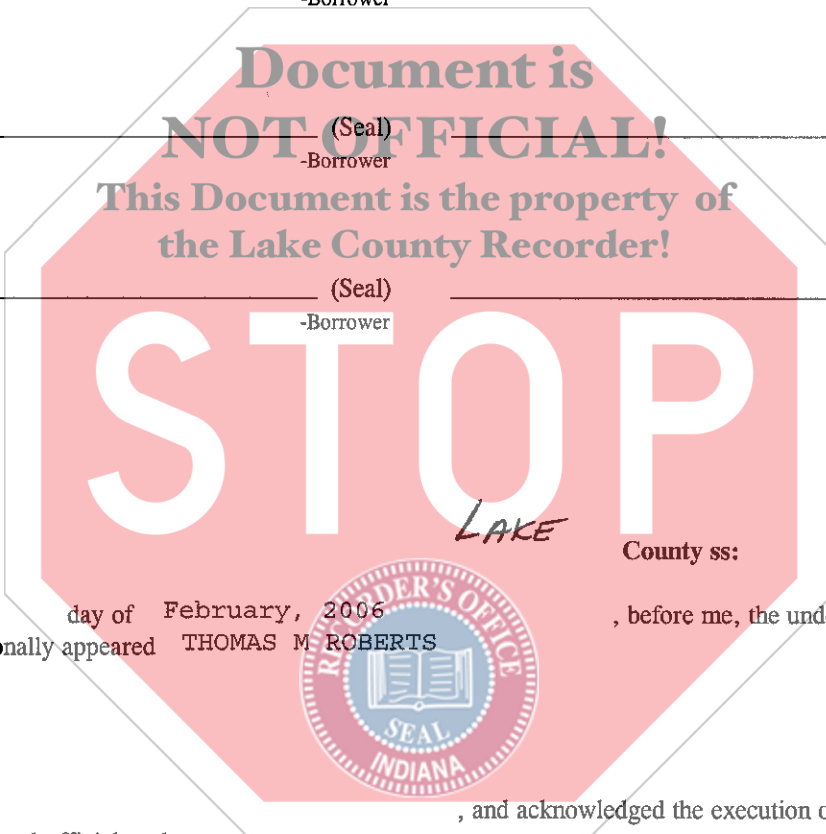 -Borrower
Document is
NOT OFFICIAL!
(Seal)
-Borrower
This Document is the property of
the Lake County Recorder!
(Seal)
-Borrower
STOP
LAKE
County ss:
day of February, 2006 , before me, the und
onally appeared THOMAS M ROBERTS
RECORDER'S OFFICE
SEAL
INDIANA
, and acknowledged the execution o